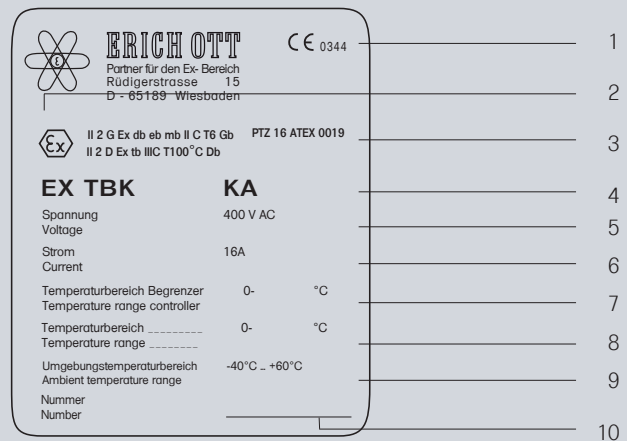 ERICH OTT CE 0344 1
Partner für den Ex- Bereich
Rüdigerstrasse 15
D - 65189 Wiesbaden 2
Ex II 2 G Ex db eb mb II C T6 Gb PTZ 16 ATEX 0019 3
II 2 D Ex tb IIIC T100°C Db
EX TBK KA 4
Spannung 400 V AC 5
Voltage
Strom 16A 6
Current
Temperaturbereich Begrenzer 0- °C 7
Temperature range controller
Temperaturbereich _________ 0- °C 8
Temperature range ________
Umgebungstemperaturbereich -40°C .. +60°C 9
Ambient temperature range
Nummer
Number 10